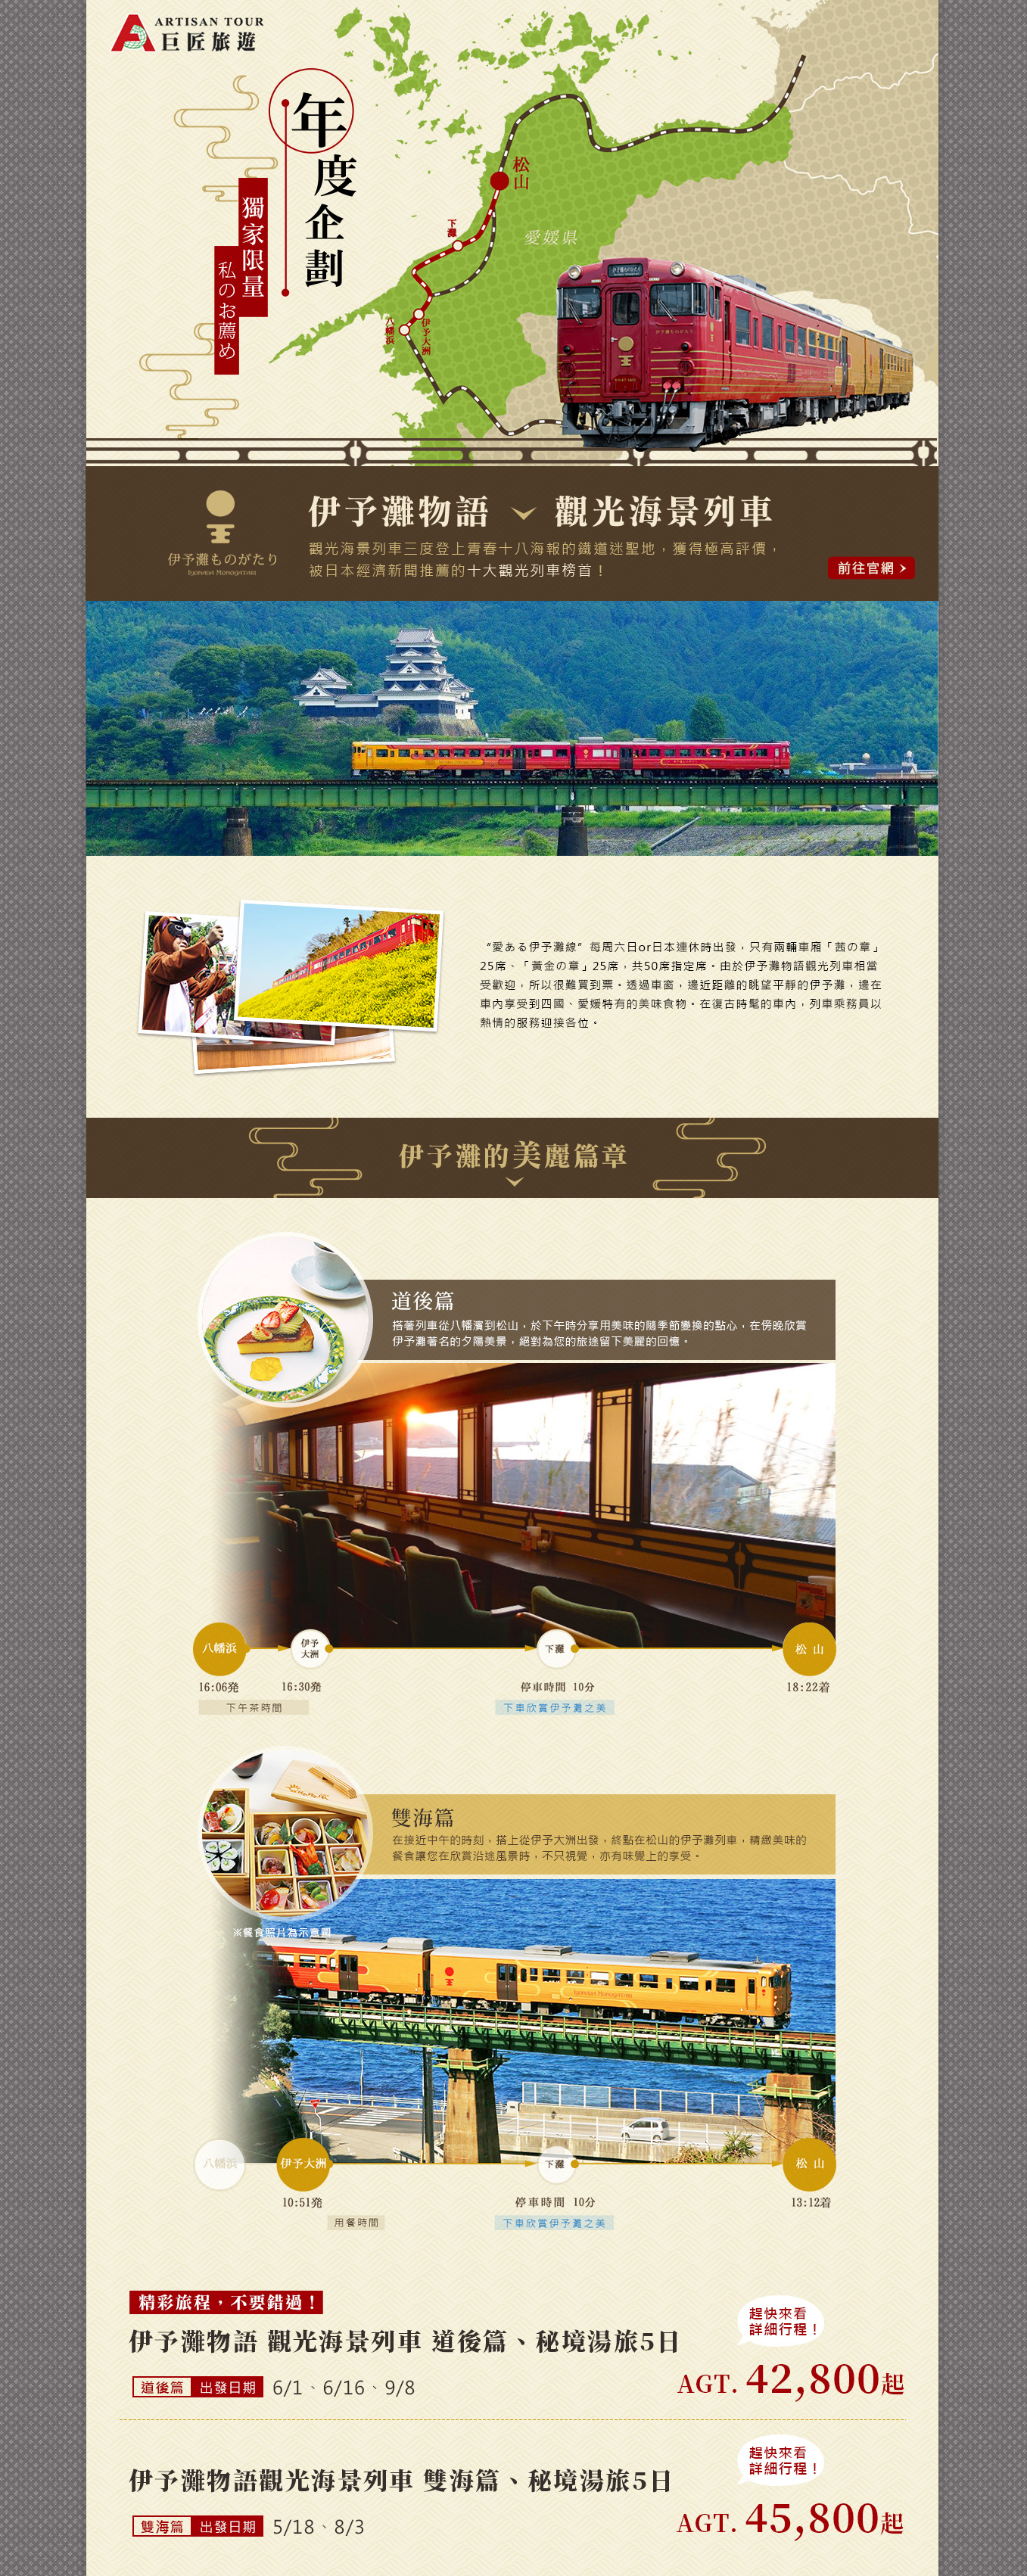 ARTISAN TOUR
巨匠旅遊
年度企劃
獨家限量
私のお薦め
松山
下灘
愛媛県
伊予大洲
八幡浜
伊予灘ものがたり
伊予灘物語
觀光海景列車
伊予灘ものがたり
Iyonada Monogatari
觀光海景列車三度登上青春十八海報的鐵道迷聖地，獲得極高評價，
被日本經濟新聞推薦的十大觀光列車榜首！
前往官網
“愛ある伊予灘線”每周六日or日本連休時出發，只有兩輛車廂「茜の章」
25席、「黃金の章」25席，共50席指定席。由於伊予灘物語觀光列車相當
受歡迎，所以很難買到票。透過車窗，邊近距離的眺望平靜的伊予灘，邊在
車內享受到四國、愛媛特有的美味食物。在復古時髦的車內，列車乘務員以
熱情的服務迎接各位。
伊予灘的美麗篇章
道後篇
搭著列車從八幡濱到松山，於下午時分享用美味的隨季節變換的點心，在傍晚欣賞
伊予灘著名的夕陽美景，絕對為您的旅途留下美麗的回憶。
八幡浜
伊予
大洲
下灘
松山
16:06発
16:30発
停車時間 10分
18:22着
下午茶時間
下車欣賞伊予灘之美
雙海篇
在接近中午的時刻，搭上從伊予大洲出發，終點在松山的伊予灘列車，精緻美味的
餐食讓您在欣賞沿途風景時，不只視覺，亦有味覺上的享受。
※餐食照片為示意圖
Iyonada Monogatari
八幡浜
伊予大洲
下灘
松山
10:51発
停車時間 10分
13:12着
用餐時間
下車欣賞伊予灘之美
精彩旅程，不要錯過！
伊予灘物語 觀光海景列車 道後篇、秘境湯旅5日
趕快來看
詳細行程！
道後篇 出發日期 6/1、6/16、9/8
AGT. 42,800起
伊予灘物語觀光海景列車 雙海篇、秘境湯旅5日
趕快來看
詳細行程！
雙海篇 出發日期 5/18、8/3
AGT. 45,800起